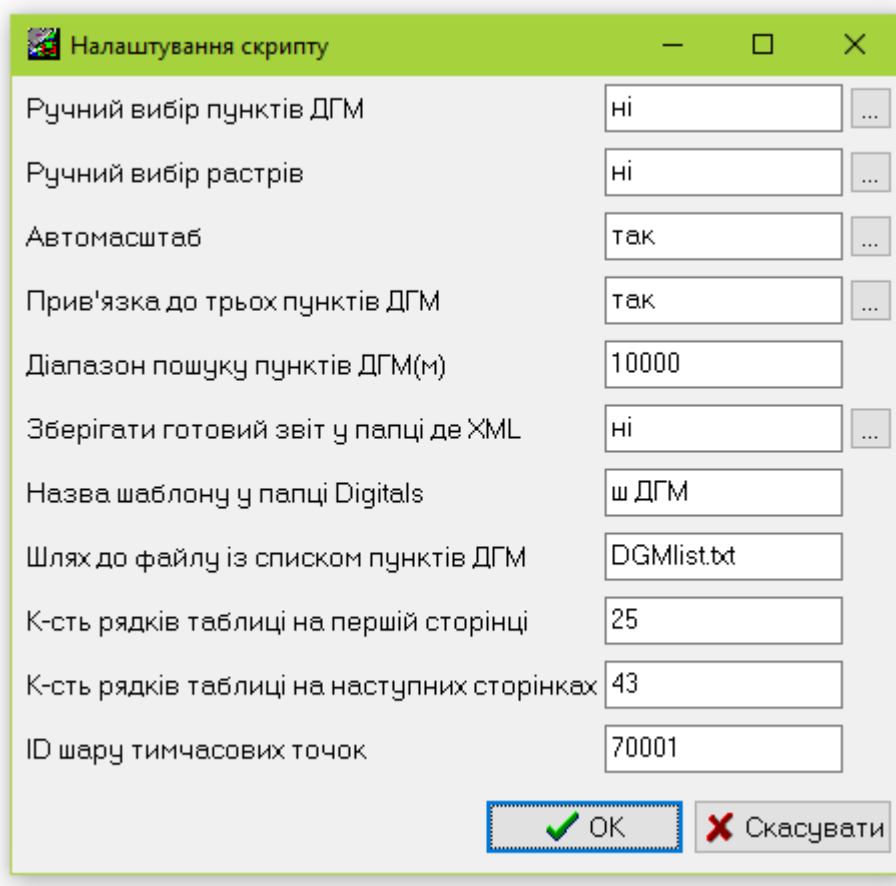 Налаштування скрипту
Ручний вибір пунктів ДГМ ні ...
Ручний вибір растрів ні ...
Автомасштаб так ...
Прив'язка до трьох пунктів ДГМ так ...
Діапазон пошуку пунктів ДГМ(м) 10000
Зберігати готовий звіт у папці де XML ні ...
Назва шаблону у папці Digitals ш ДГМ
Шлях до файлу із списком пунктів ДГМ DGMlist.txt
К-сть рядків таблиці на першій сторінці 25
К-сть рядків таблиці на наступних сторінках 43
ID шару тимчасових точок 70001
OK Скасувати